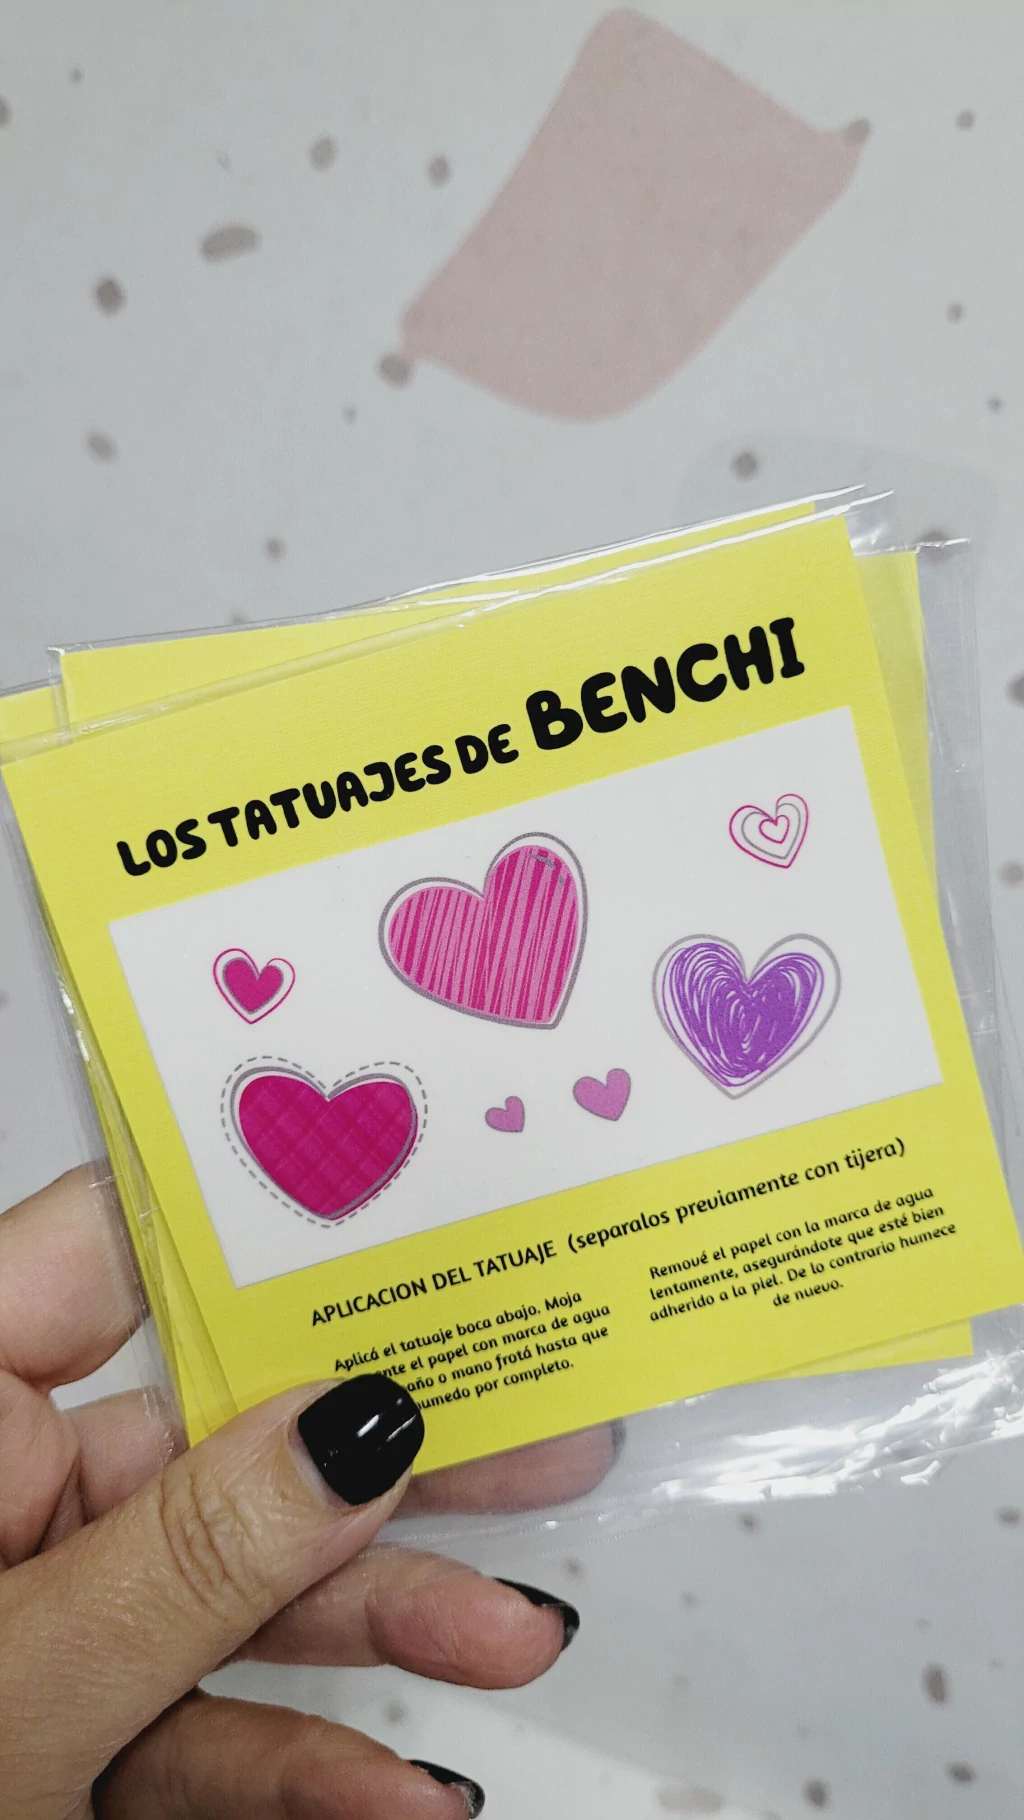 LOS TATUAJES DE BENCHI
APLICACION DEL TATUAJE (separalos previamente con tijera)
Aplicá el tatuaje boca abajo. Moja
el papel con marca de agua
o mano frotá hasta que
humedo por completo.
Remové el papel con la marca de agua
lentamente, asegurándote que esté bien
adherido a la piel. De lo contrario humece
de nuevo.